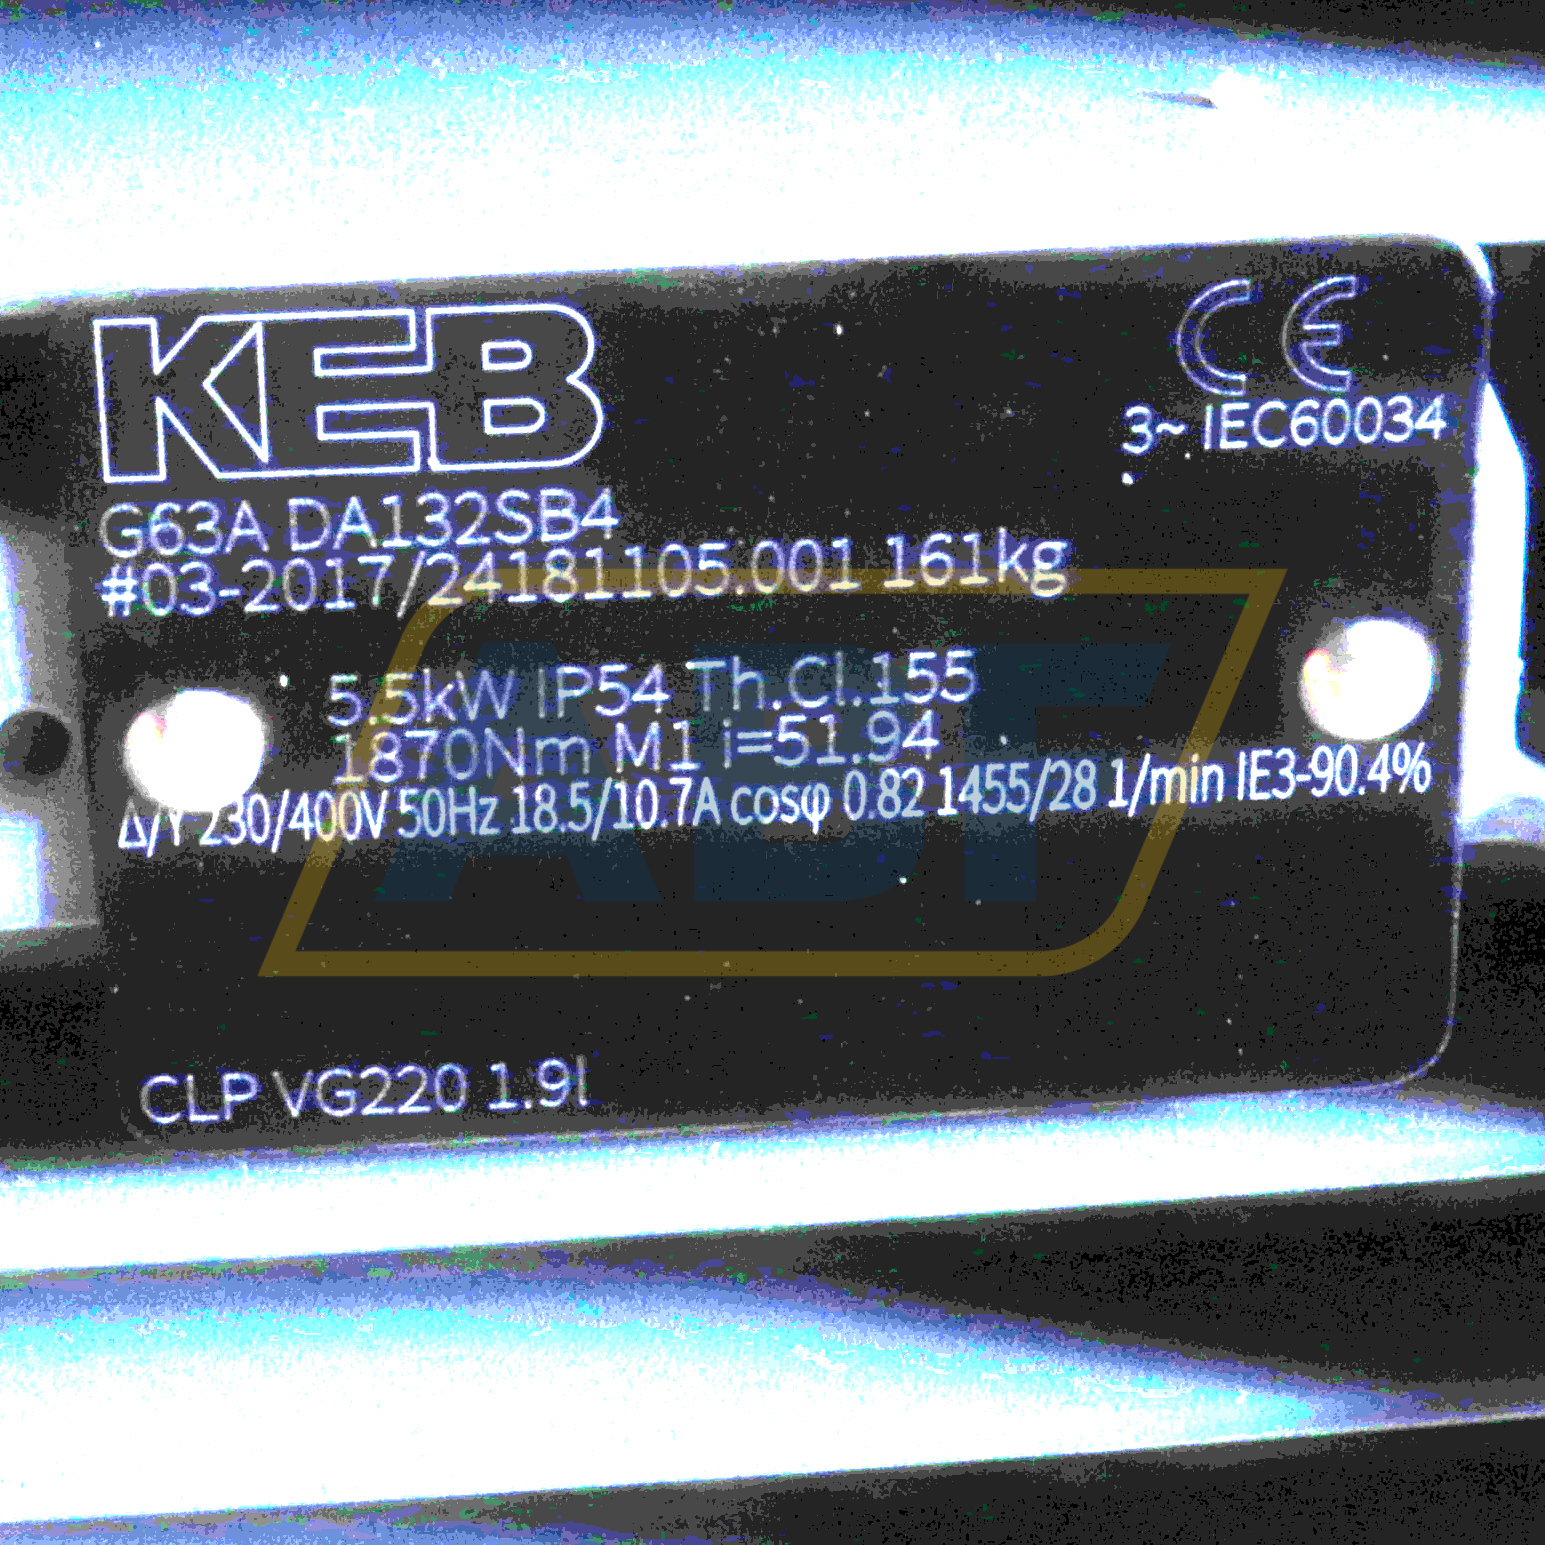 KEB
CE
3~ IEC60034
G63A DA132SB4
#03-2017/24181105.001 161kg
5.5kW IP54 Th.Cl.155
1870Nm M1 i=51.94
Δ/Y 230/400V 50Hz 18.5/10.7A cosφ 0.82 1455/28 1/min IE3-90.4%
ABF
CLP VG220 1.9l